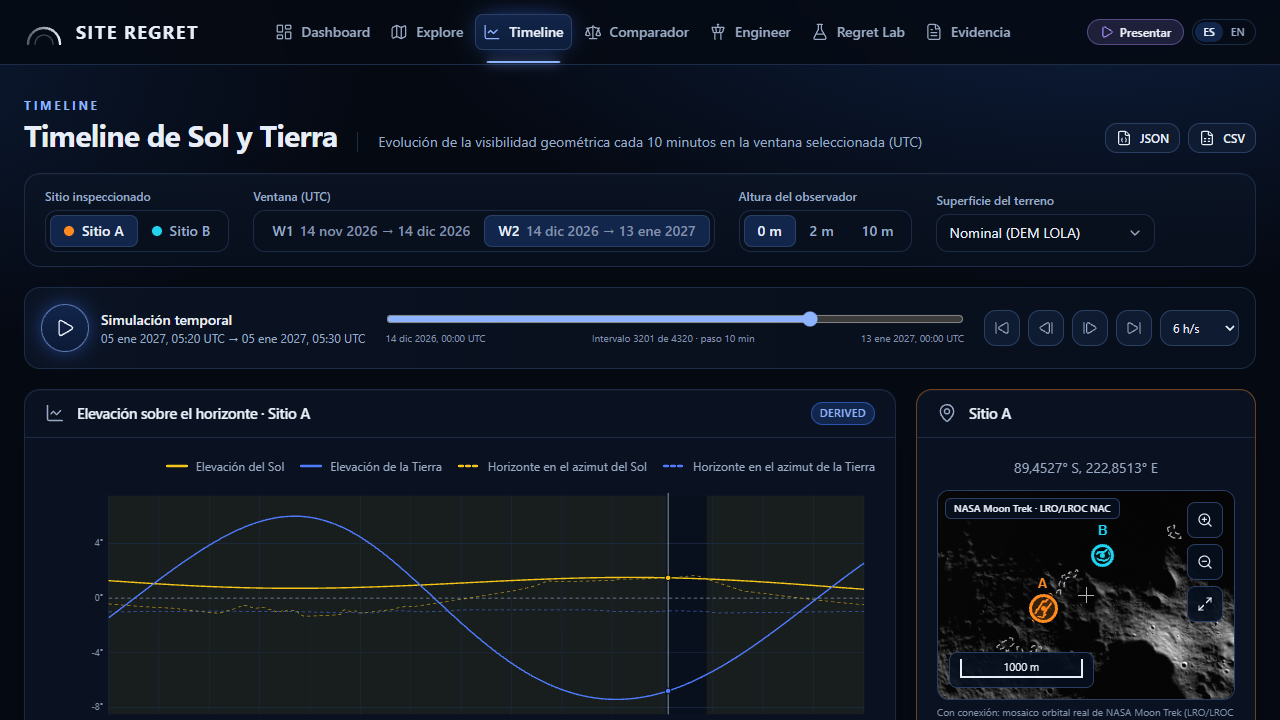 SITE REGRET
Dashboard
Explore
Timeline
Comparador
Engineer
Regret Lab
Evidencia
Presentar
ES
EN
TIMELINE
Timeline de Sol y Tierra
Evolución de la visibilidad geométrica cada 10 minutos en la ventana seleccionada (UTC)
JSON
CSV
Sitio inspeccionado
Sitio A
Sitio B
Ventana (UTC)
W1 14 nov 2026 → 14 dic 2026
W2 14 dic 2026 → 13 ene 2027
Altura del observador
0 m
2 m
10 m
Superficie del terreno
Nominal (DEM LOLA)
Simulación temporal
05 ene 2027, 05:20 UTC → 05 ene 2027, 05:30 UTC
14 dic 2026, 00:00 UTC
Intervalo 3201 de 4320 · paso 10 min
13 ene 2027, 00:00 UTC
6 h/s
Elevación sobre el horizonte · Sitio A
DERIVED
Elevación del Sol
Elevación de la Tierra
Horizonte en el azimut del Sol
Horizonte en el azimut de la Tierra
4°
0°
-4°
-8°
Sitio A
89,4527° S, 222,8513° E
NASA Moon Trek · LRO/LROC NAC
B
A
1000 m
Con conexión: mosaico orbital real de NASA Moon Trek (LRO/LROC